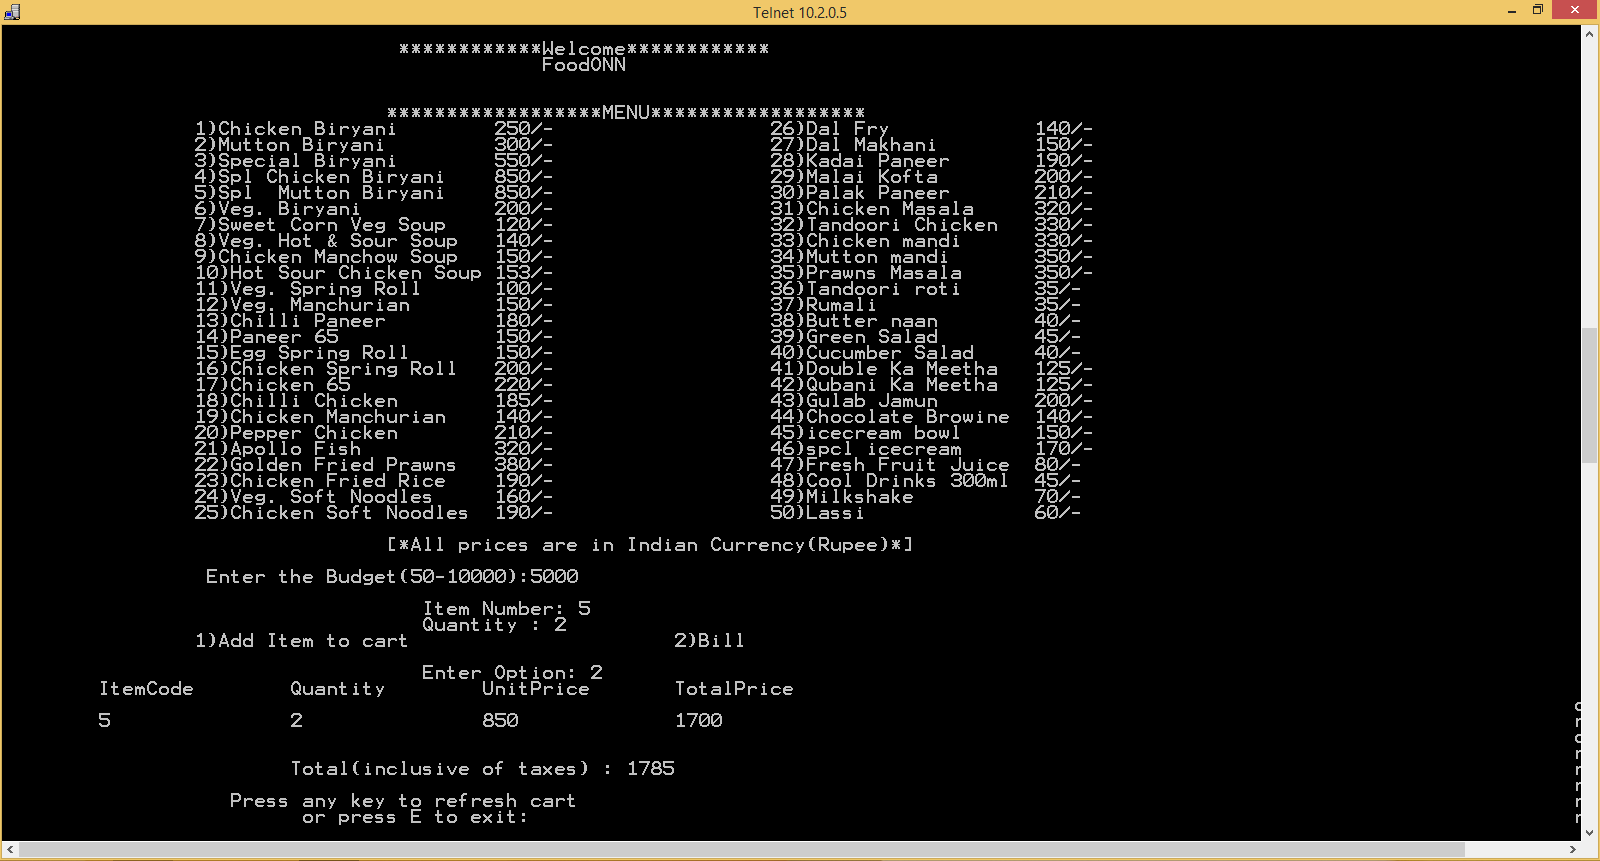 Telnet 10.2.0.5
************Welcome************
FoodONN
******************MENU******************
1)Chicken Biryani 250/- 26)Dal Fry 140/-
2)Mutton Biryani 300/- 27)Dal Makhani 150/-
3)Special Biryani 550/- 28)Kadai Paneer 190/-
4)Spl Chicken Biryani 850/- 29)Malai Kofta 200/-
5)Spl  Mutton Biryani 850/- 30)Palak Paneer 210/-
6)Veg. Biryani 200/- 31)Chicken Masala 320/-
7)Sweet Corn Veg Soup 120/- 32)Tandoori Chicken 330/-
8)Veg. Hot & Sour Soup 140/- 33)Chicken mandi 330/-
9)Chicken Manchow Soup 150/- 34)Mutton mandi 350/-
10)Hot Sour Chicken Soup 153/- 35)Prawns Masala 350/-
11)Veg. Spring Roll 100/- 36)Tandoori roti 35/-
12)Veg. Manchurian 150/- 37)Rumali 35/-
13)Chilli Paneer 180/- 38)Butter naan 40/-
14)Paneer 65 150/- 39)Green Salad 45/-
15)Egg Spring Roll 150/- 40)Cucumber Salad 40/-
16)Chicken Spring Roll 200/- 41)Double Ka Meetha 125/-
17)Chicken 65 220/- 42)Qubani Ka Meetha 125/-
18)Chilli Chicken 185/- 43)Gulab Jamun 200/-
19)Chicken Manchurian 140/- 44)Chocolate Browine 140/-
20)Pepper Chicken 210/- 45)icecream bowl 150/-
21)Apollo Fish 320/- 46)spcl icecream 170/-
22)Golden Fried Prawns 380/- 47)Fresh Fruit Juice 80/-
23)Chicken Fried Rice 190/- 48)Cool Drinks 300ml 45/-
24)Veg. Soft Noodles 160/- 49)Milkshake 70/-
25)Chicken Soft Noodles 190/- 50)Lassi 60/-
[*All prices are in Indian Currency(Rupee)*]
Enter the Budget(50-10000):5000
Item Number: 5
Quantity : 2
1)Add Item to cart 2)Bill
Enter Option: 2
ItemCode Quantity UnitPrice TotalPrice
5 2 850 1700
Total(inclusive of taxes) : 1785
Press any key to refresh cart
or press E to exit: